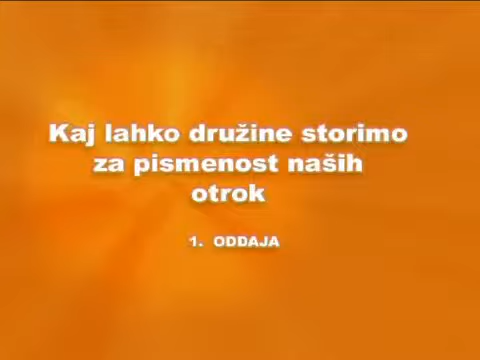 Kaj lahko družine storimo
za pismenost naših
otrok
1. ODDAJA